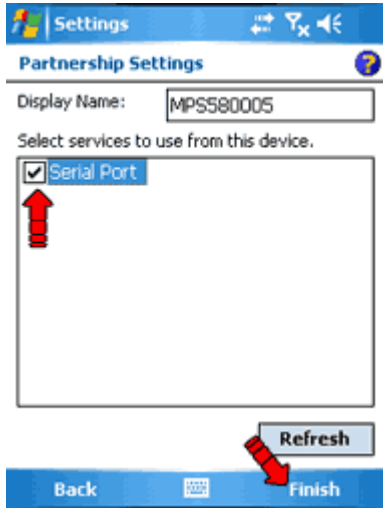 Settings
Partnership Settings
Display Name: MPS580005
Select services to use from this device.
Serial Port
Refresh
Back Finish